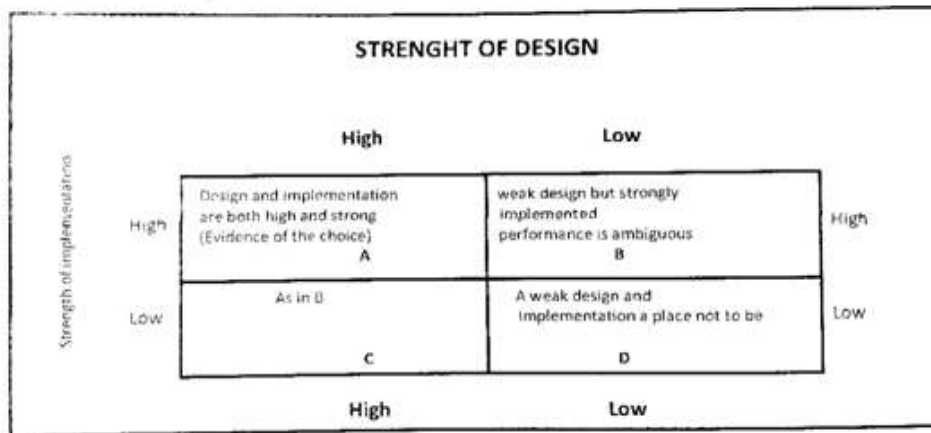 STRENGHT OF DESIGN
High Low
Strength of implementation
High
Design and implementation
are both high and strong
(Evidence of the choice)
A
weak design but strongly
implemented
performance is ambiguous
B
High
Low
As in B
C
A weak design and
implementation a place not to be
D
Low
High Low